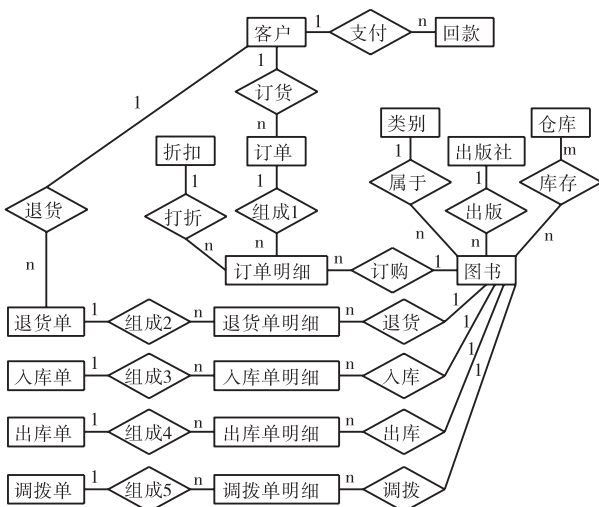 客户 1 支付 n 回款
1 1
订货
n
类别 仓库
折扣 订单 出版社
1 m
1 1 1
属于 库存
退货 打折 组成1 出版
n n n n n
n 订单明细 n 订购 1 图书
退货单 1 组成2 n 退货单明细 n 退货 1
入库单 1 组成3 n 入库单明细 n 入库 1
出库单 1 组成4 n 出库单明细 n 出库 1
调拨单 1 组成5 n 调拨单明细 n 调拨 1